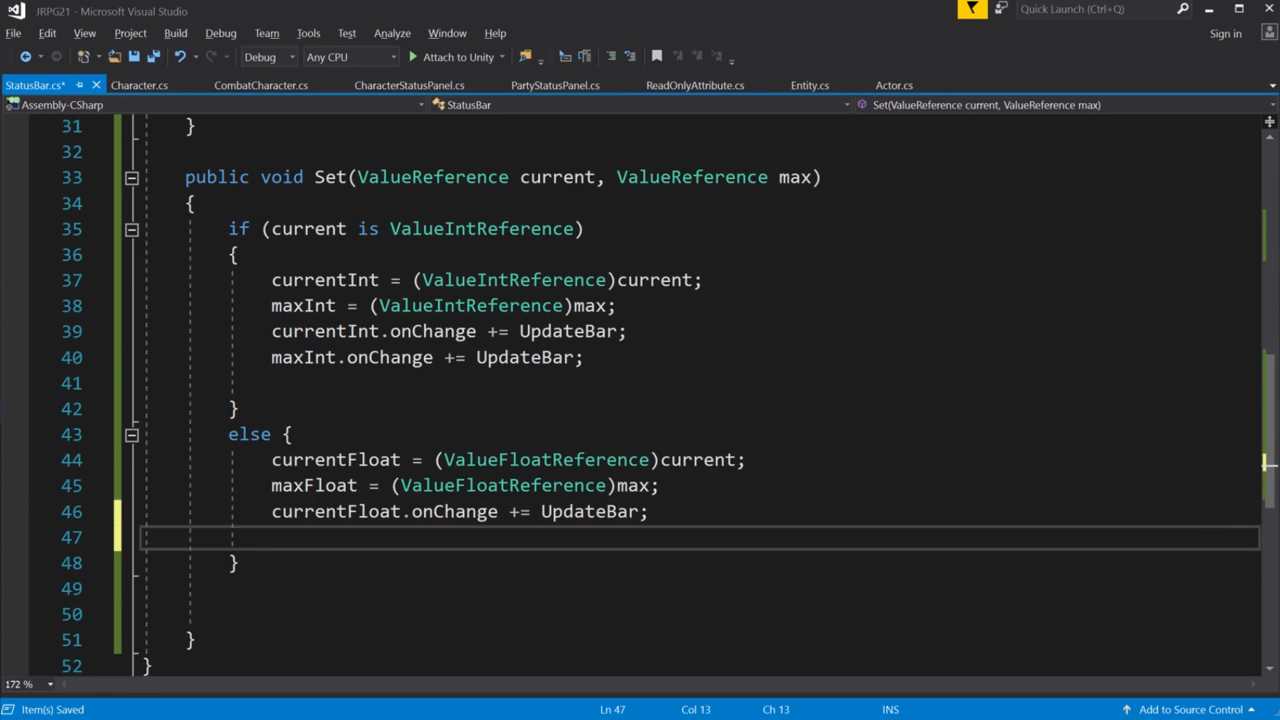 JRPG21 - Microsoft Visual Studio
Quick Launch (Ctrl+Q)
File Edit View Project Build Debug Team Tools Test Analyze Window Help
Sign in
Debug Any CPU Attach to Unity
StatusBar.cs* Character.cs CombatCharacter.cs CharacterStatusPanel.cs PartyStatusPanel.cs ReadOnlyAttribute.cs Entity.cs Actor.cs
Assembly-CSharp StatusBar Set(ValueReference current, ValueReference max)
31 }
32
33 public void Set(ValueReference current, ValueReference max)
34 {
35 if (current is ValueIntReference)
36 {
37 currentInt = (ValueIntReference)current;
38 maxInt = (ValueIntReference)max;
39 currentInt.onChange += UpdateBar;
40 maxInt.onChange += UpdateBar;
41
42 }
43 else {
44 currentFloat = (ValueFloatReference)current;
45 maxFloat = (ValueFloatReference)max;
46 currentFloat.onChange += UpdateBar;
47
48 }
49
50
51 }
52 }
172 %
Item(s) Saved Ln 47 Col 13 Ch 13 INS Add to Source Control